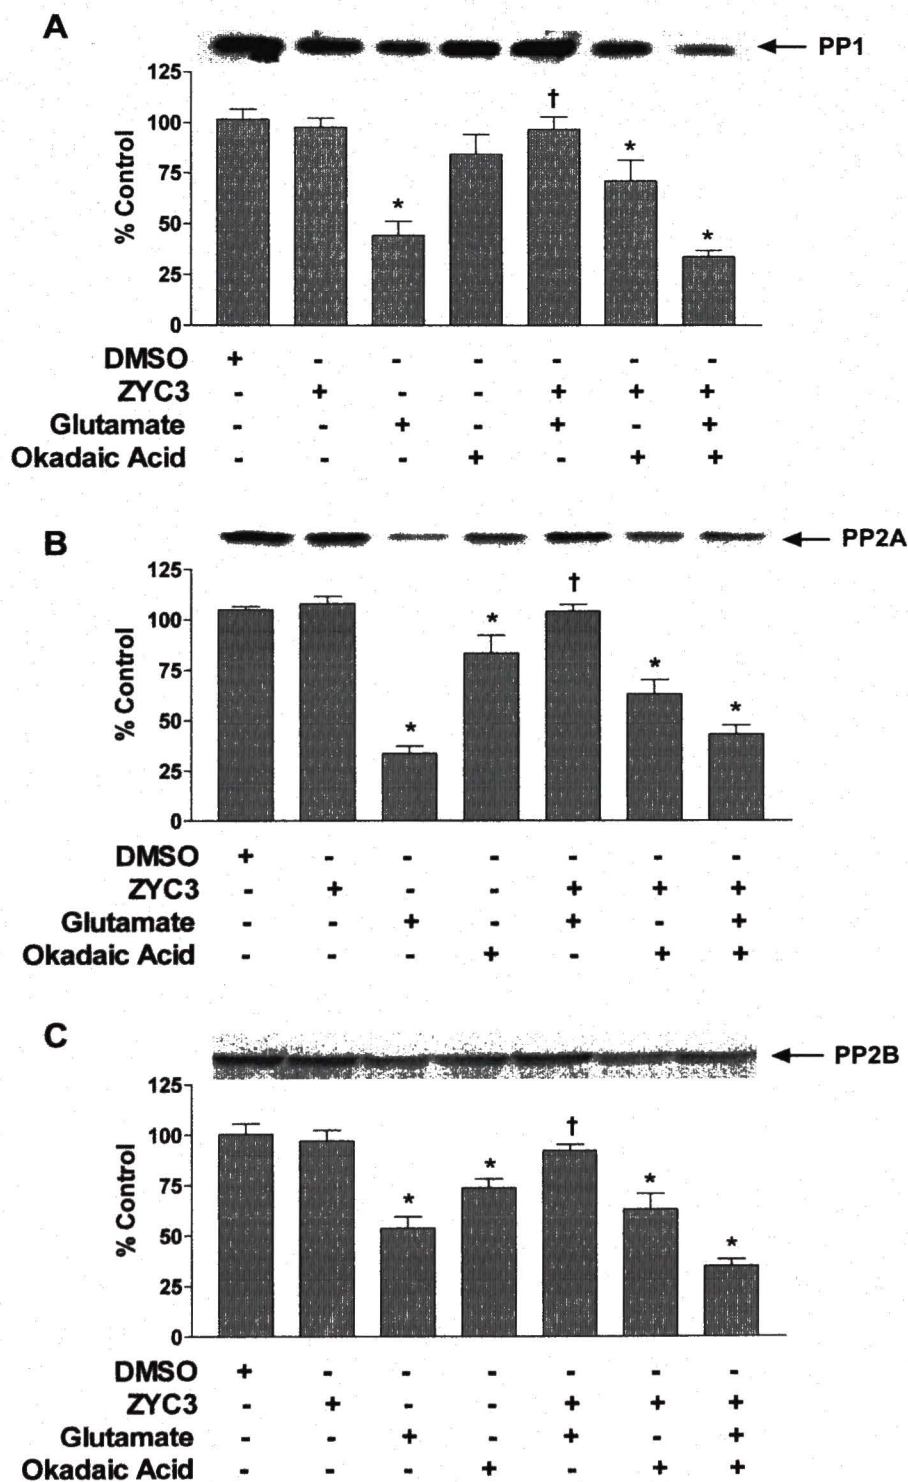 A
PP1
125
100
75
50
25
0
% Control
†
*
*
*
DMSO + - - - - - -
ZYC3 - + - - + + +
Glutamate - - + - + - +
Okadaic Acid - - - + - + +
B
PP2A
125
100
75
50
25
0
% Control
†
*
*
*
*
DMSO + - - - - - -
ZYC3 - + - - + + +
Glutamate - - + - + - +
Okadaic Acid - - - + - + +
C
PP2B
125
100
75
50
25
0
% Control
†
*
*
*
*
DMSO + - - - - - -
ZYC3 - + - - + + +
Glutamate - - + - + - +
Okadaic Acid - - - + - + +